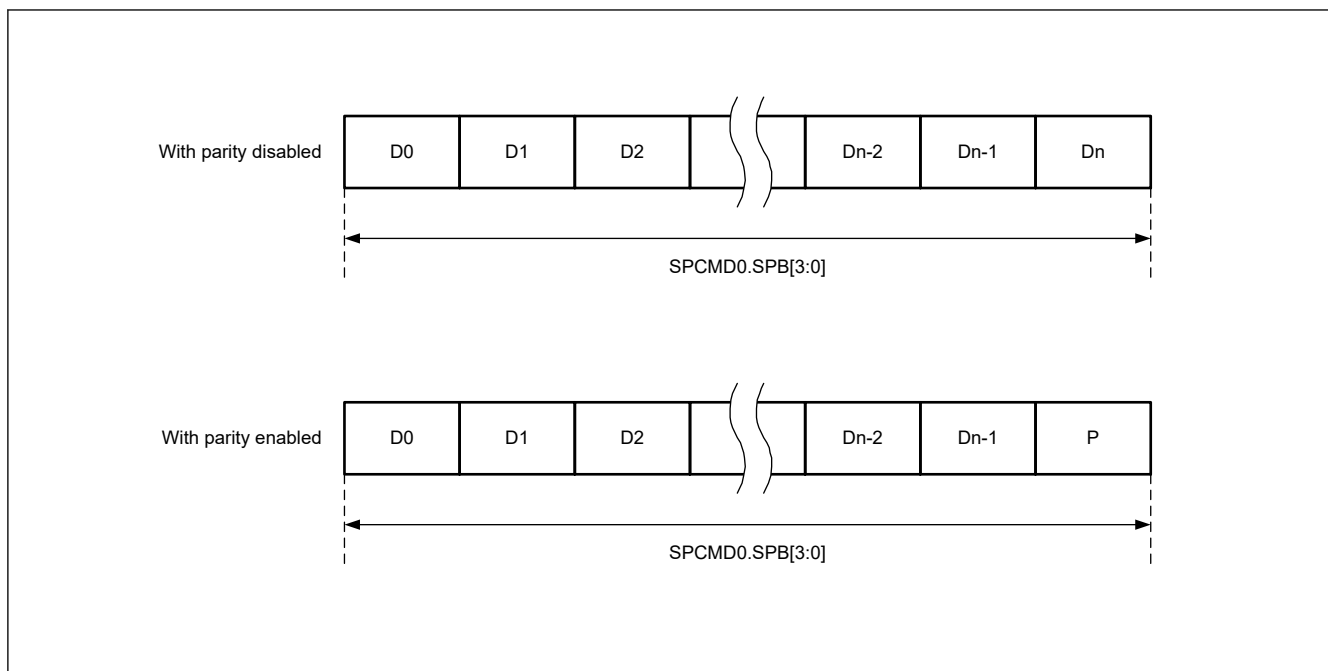 With parity disabled D0 D1 D2 Dn-2 Dn-1 Dn
SPCMD0.SPB[3:0]
With parity enabled D0 D1 D2 Dn-2 Dn-1 P
SPCMD0.SPB[3:0]